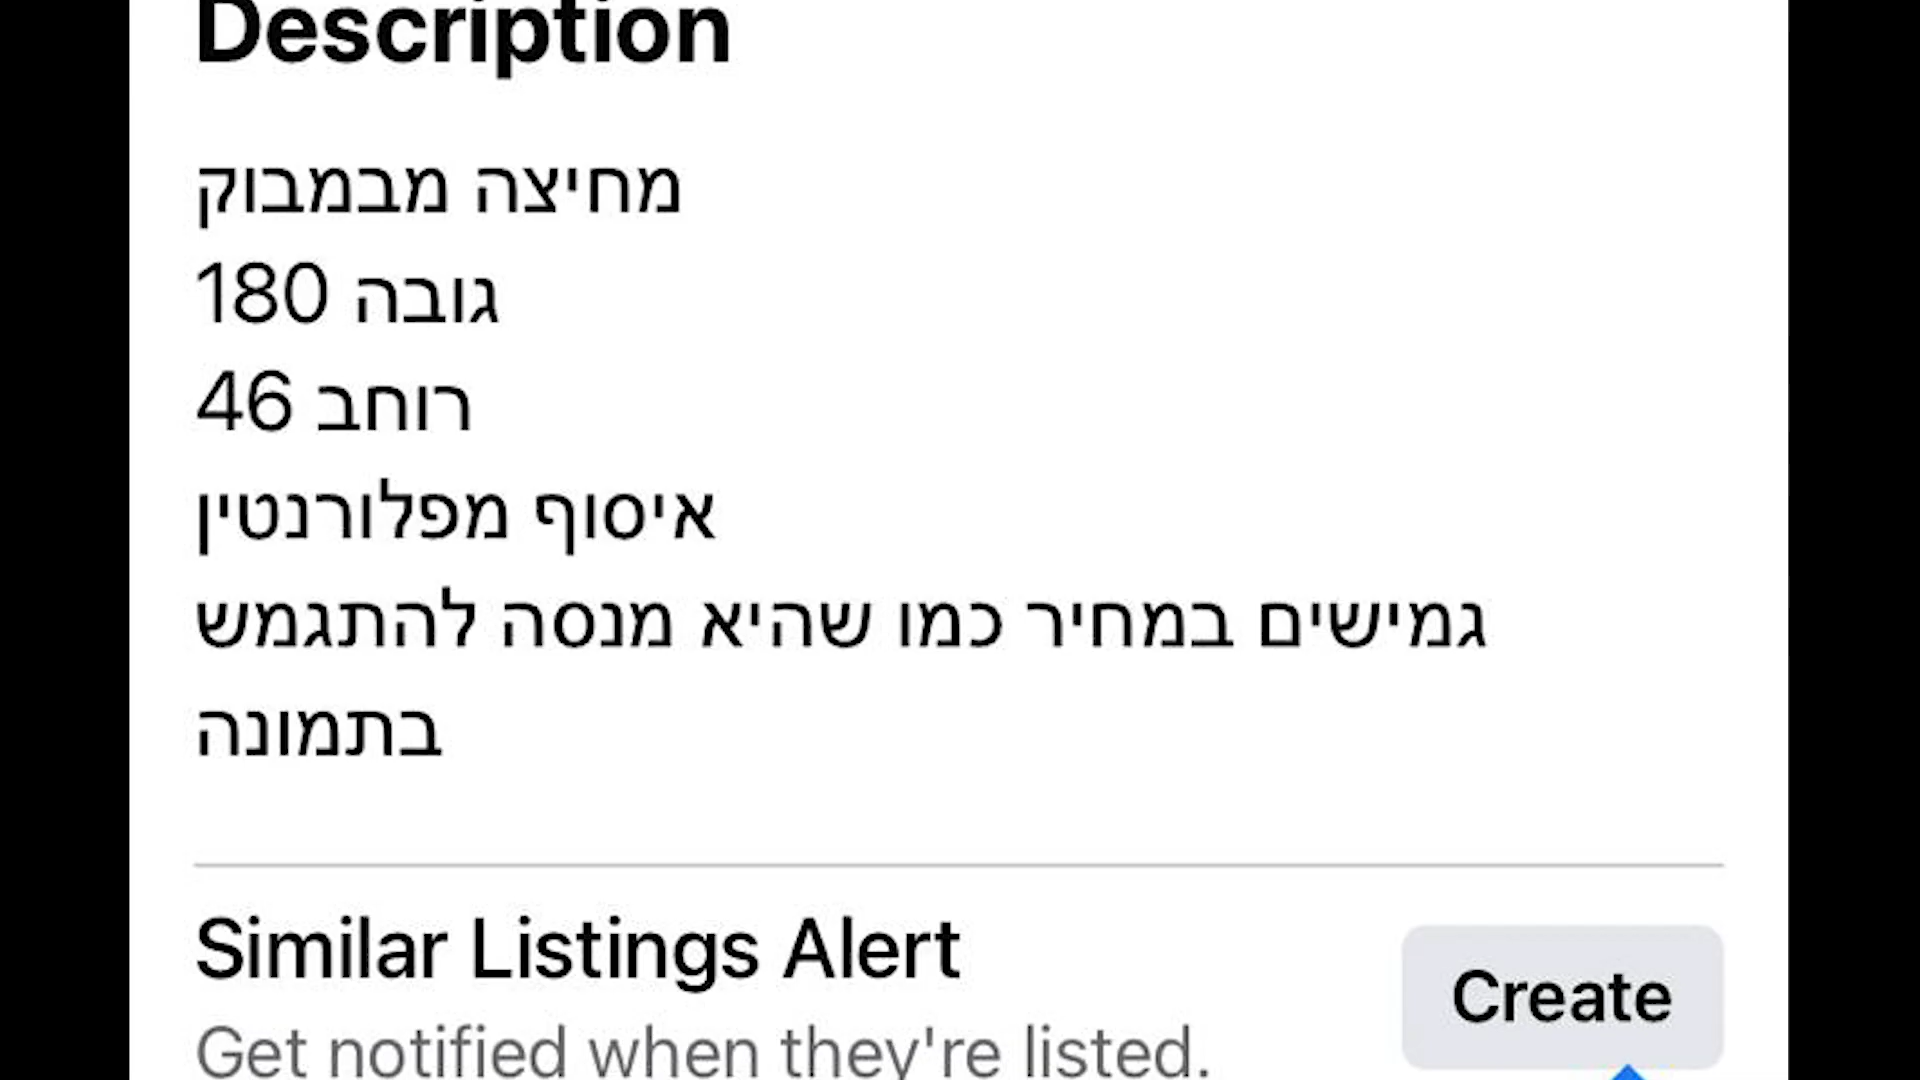 Description
מחיצה מבמבוק
גובה 180
רוחב 46
איסוף מפלורנטין
גמישים במחיר כמו שהיא מנסה להתגמש
בתמונה
Similar Listings Alert
Create
Get notified when they're listed.